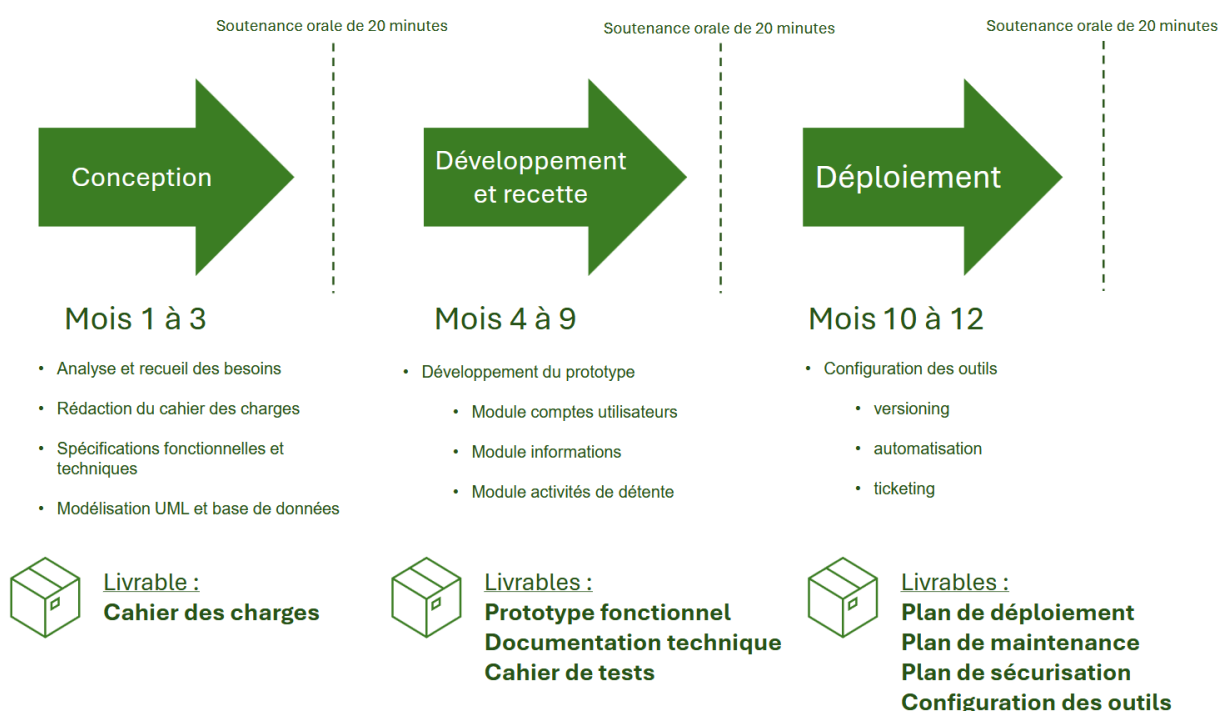 Soutenance orale de 20 minutes
Soutenance orale de 20 minutes
Soutenance orale de 20 minutes
Conception
Développement
et recette
Déploiement
Mois 1 à 3
• Analyse et recueil des besoins
• Rédaction du cahier des charges
• Spécifications fonctionnelles et
techniques
• Modélisation UML et base de données
Livrable :
Cahier des charges
Mois 4 à 9
• Développement du prototype
• Module comptes utilisateurs
• Module informations
• Module activités de détente
Livrables :
Prototype fonctionnel
Documentation technique
Cahier de tests
Mois 10 à 12
• Configuration des outils
• versioning
• automatisation
• ticketing
Livrables :
Plan de déploiement
Plan de maintenance
Plan de sécurisation
Configuration des outils